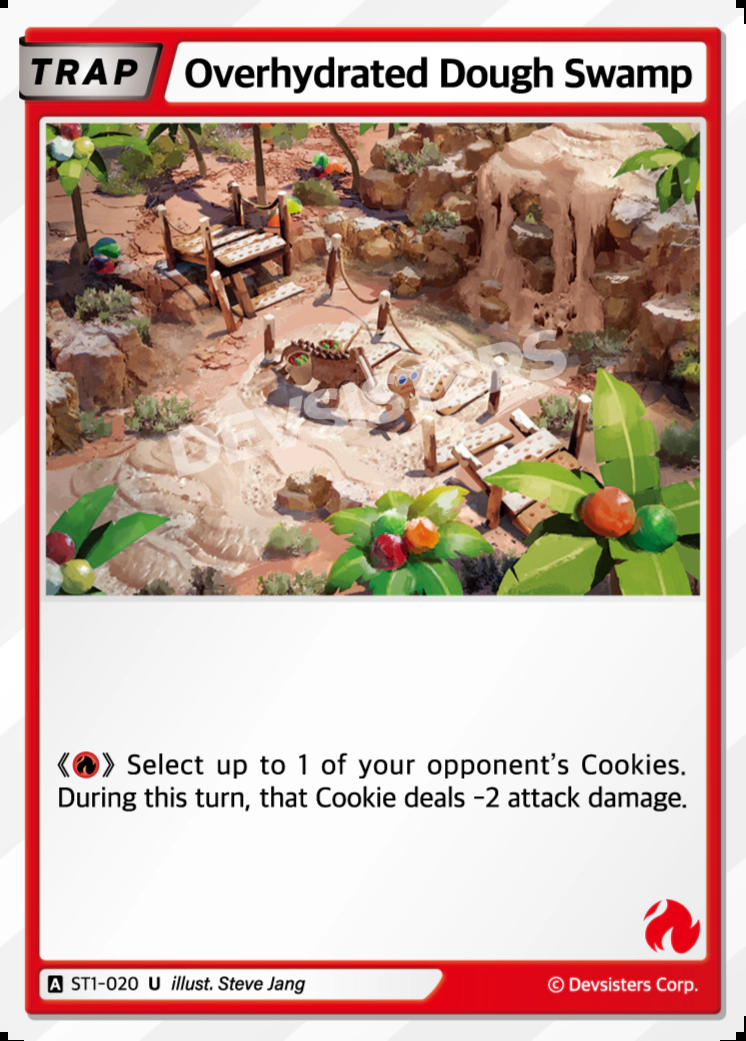 TRAP
Overhydrated Dough Swamp
DEVSISTERS
《 》 Select up to 1 of your opponent's Cookies.
During this turn, that Cookie deals -2 attack damage.
A ST1-020 U illust. Steve Jang
© Devsisters Corp.